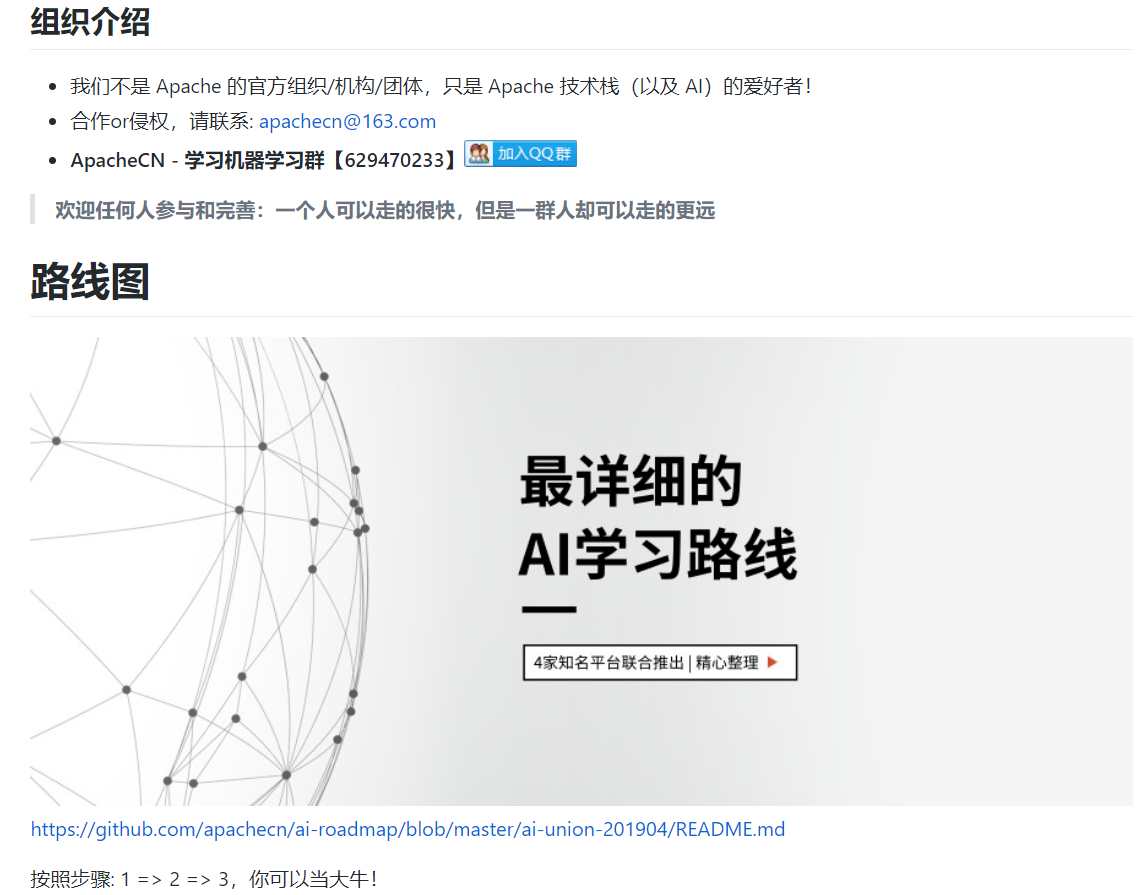 组织介绍
我们不是 Apache 的官方组织/机构/团体，只是 Apache 技术栈（以及 AI）的爱好者！
合作or侵权，请联系: apachecn@163.com
ApacheCN - 学习机器学习群【629470233】 加入QQ群
欢迎任何人参与和完善：一个人可以走的很快，但是一群人却可以走的更远
路线图
最详细的
AI学习路线
4家知名平台联合推出 | 精心整理
https://github.com/apachecn/ai-roadmap/blob/master/ai-union-201904/README.md
按照步骤: 1 => 2 => 3，你可以当大牛！